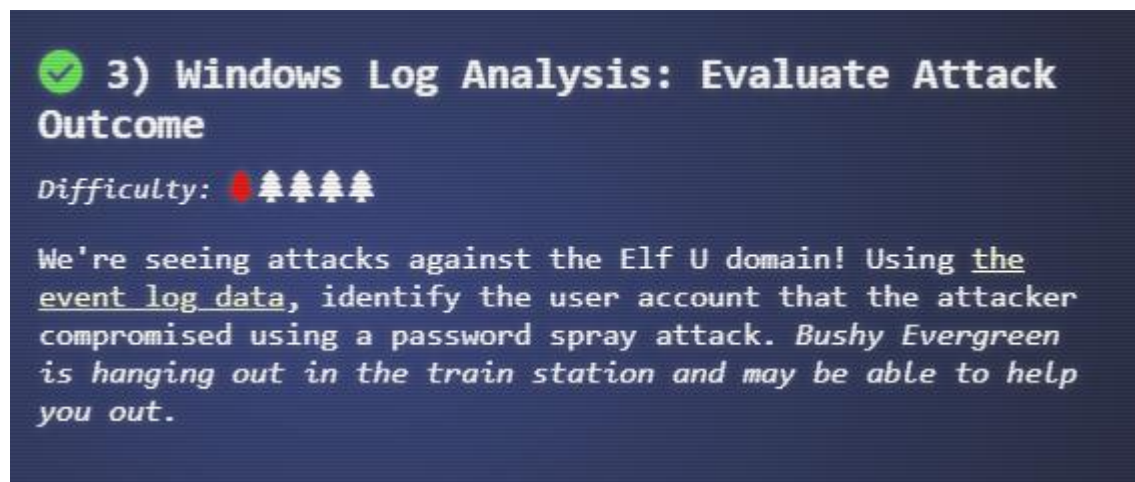 3) Windows Log Analysis: Evaluate Attack
Outcome
Difficulty:
We're seeing attacks against the Elf U domain! Using the
event log data, identify the user account that the attacker
compromised using a password spray attack. Bushy Evergreen
is hanging out in the train station and may be able to help
you out.